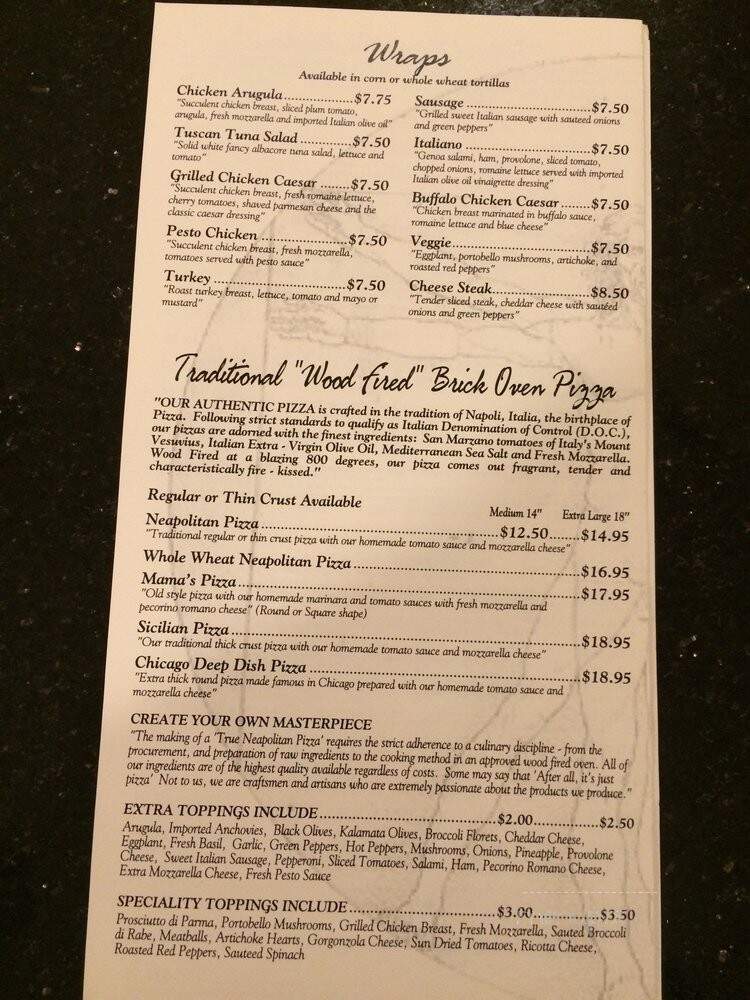 Wraps
Available in corn or whole wheat tortillas
Chicken Arugula..................$7.75
"Succulent chicken breast, sliced plum tomato,
arugula, fresh mozzarella and imported Italian olive oil"
Tuscan Tuna Salad .............$7.50
"Solid white fancy albacore tuna salad, lettuce and
tomato"
Grilled Chicken Caesar ........$7.50
"Succulent chicken breast, fresh romaine lettuce,
cherry tomatoes, shaved parmesan cheese and the
classic caesar dressing"
Pesto Chicken ......................$7.50
"Succulent chicken breast, fresh mozzarella,
tomatoes served with pesto sauce"
Turkey .................................$7.50
"Roast turkey breast, lettuce, tomato and mayo or
mustard"
Sausage ...............................$7.50
"Grilled sweet Italian sausage with sauteed onions
and green peppers"
Italiano ................................$7.50
"Genoa salami, ham, provolone, sliced tomato,
chopped onions, romaine lettuce served with imported
Italian olive oil vinaigrette dressing"
Buffalo Chicken Caesar ........$7.50
"Chicken breast marinated in buffalo sauce,
romaine lettuce and blue cheese"
Veggie...................................$7.50
"Eggplant, portobello mushrooms, artichoke, and
roasted red peppers"
Cheese Steak.........................$8.50
"Tender sliced steak, cheddar cheese with sautéed
onions and green peppers"
Traditional "Wood fired" Brick Oven Pizza
"OUR AUTHENTIC PIZZA is crafted in the tradition of Napoli, Italia, the birthplace of
Pizza. Following strict standards to qualify as Italian Denomination of Control (D.O.C.),
our pizzas are adorned with the finest ingredients: San Marzano tomatoes of Italy's Mount
Vesuvius, Italian Extra - Virgin Olive Oil, Mediterranean Sea Salt and Fresh Mozzarella.
Wood Fired at a blazing 800 degrees, our pizza comes out fragrant, tender and
characteristically fire - kissed."
Regular or Thin Crust Available
Medium 14" Extra Large 18"
Neapolitan Pizza..................................................$12.50.......$14.95
"Traditional regular or thin crust pizza with our homemade tomato sauce and mozzarella cheese"
Whole Wheat Neapolitan Pizza................................................$16.95
Mama's Pizza.........................................................................$17.95
"Old style pizza with our homemade marinara and tomato sauces with fresh mozzarella and
pecorino romano cheese" (Round or Square shape)
Sicilian Pizza..........................................................................$18.95
"Our traditional thick crust pizza with our homemade tomato sauce and mozzarella cheese"
Chicago Deep Dish Pizza ........................................................$18.95
"Extra thick round pizza made famous in Chicago prepared with our homemade tomato sauce and
mozzarella cheese"
CREATE YOUR OWN MASTERPIECE
"The making of a 'True Neapolitan Pizza' requires the strict adherence to a culinary discipline - from the
procurement, and preparation of raw ingredients to the cooking method in an approved wood fired oven. All of
our ingredients are of the highest quality available regardless of costs. Some may say that 'After all, it's just
pizza' Not to us, we are craftsmen and artisans who are extremely passionate about the products we produce."
EXTRA TOPPINGS INCLUDE....................................$2.00..............$2.50
Arugula, Imported Anchovies, Black Olives, Kalamata Olives, Broccoli Florets, Cheddar Cheese,
Eggplant, Fresh Basil, Garlic, Green Peppers, Hot Peppers, Mushrooms, Onions, Pineapple, Provolone
Cheese, Sweet Italian Sausage, Pepperoni, Sliced Tomatoes, Salami, Ham, Pecorino Romano Cheese,
Extra Mozzarella Cheese, Fresh Pesto Sauce
SPECIALITY TOPPINGS INCLUDE..............................$3.00..............$3.50
Prosciutto di Parma, Portobello Mushrooms, Grilled Chicken Breast, Fresh Mozzarella, Sauted Broccoli
di Rabe, Meatballs, Artichoke Hearts, Gorgonzola Cheese, Sun Dried Tomatoes, Ricotta Cheese,
Roasted Red Peppers, Sauteed Spinach